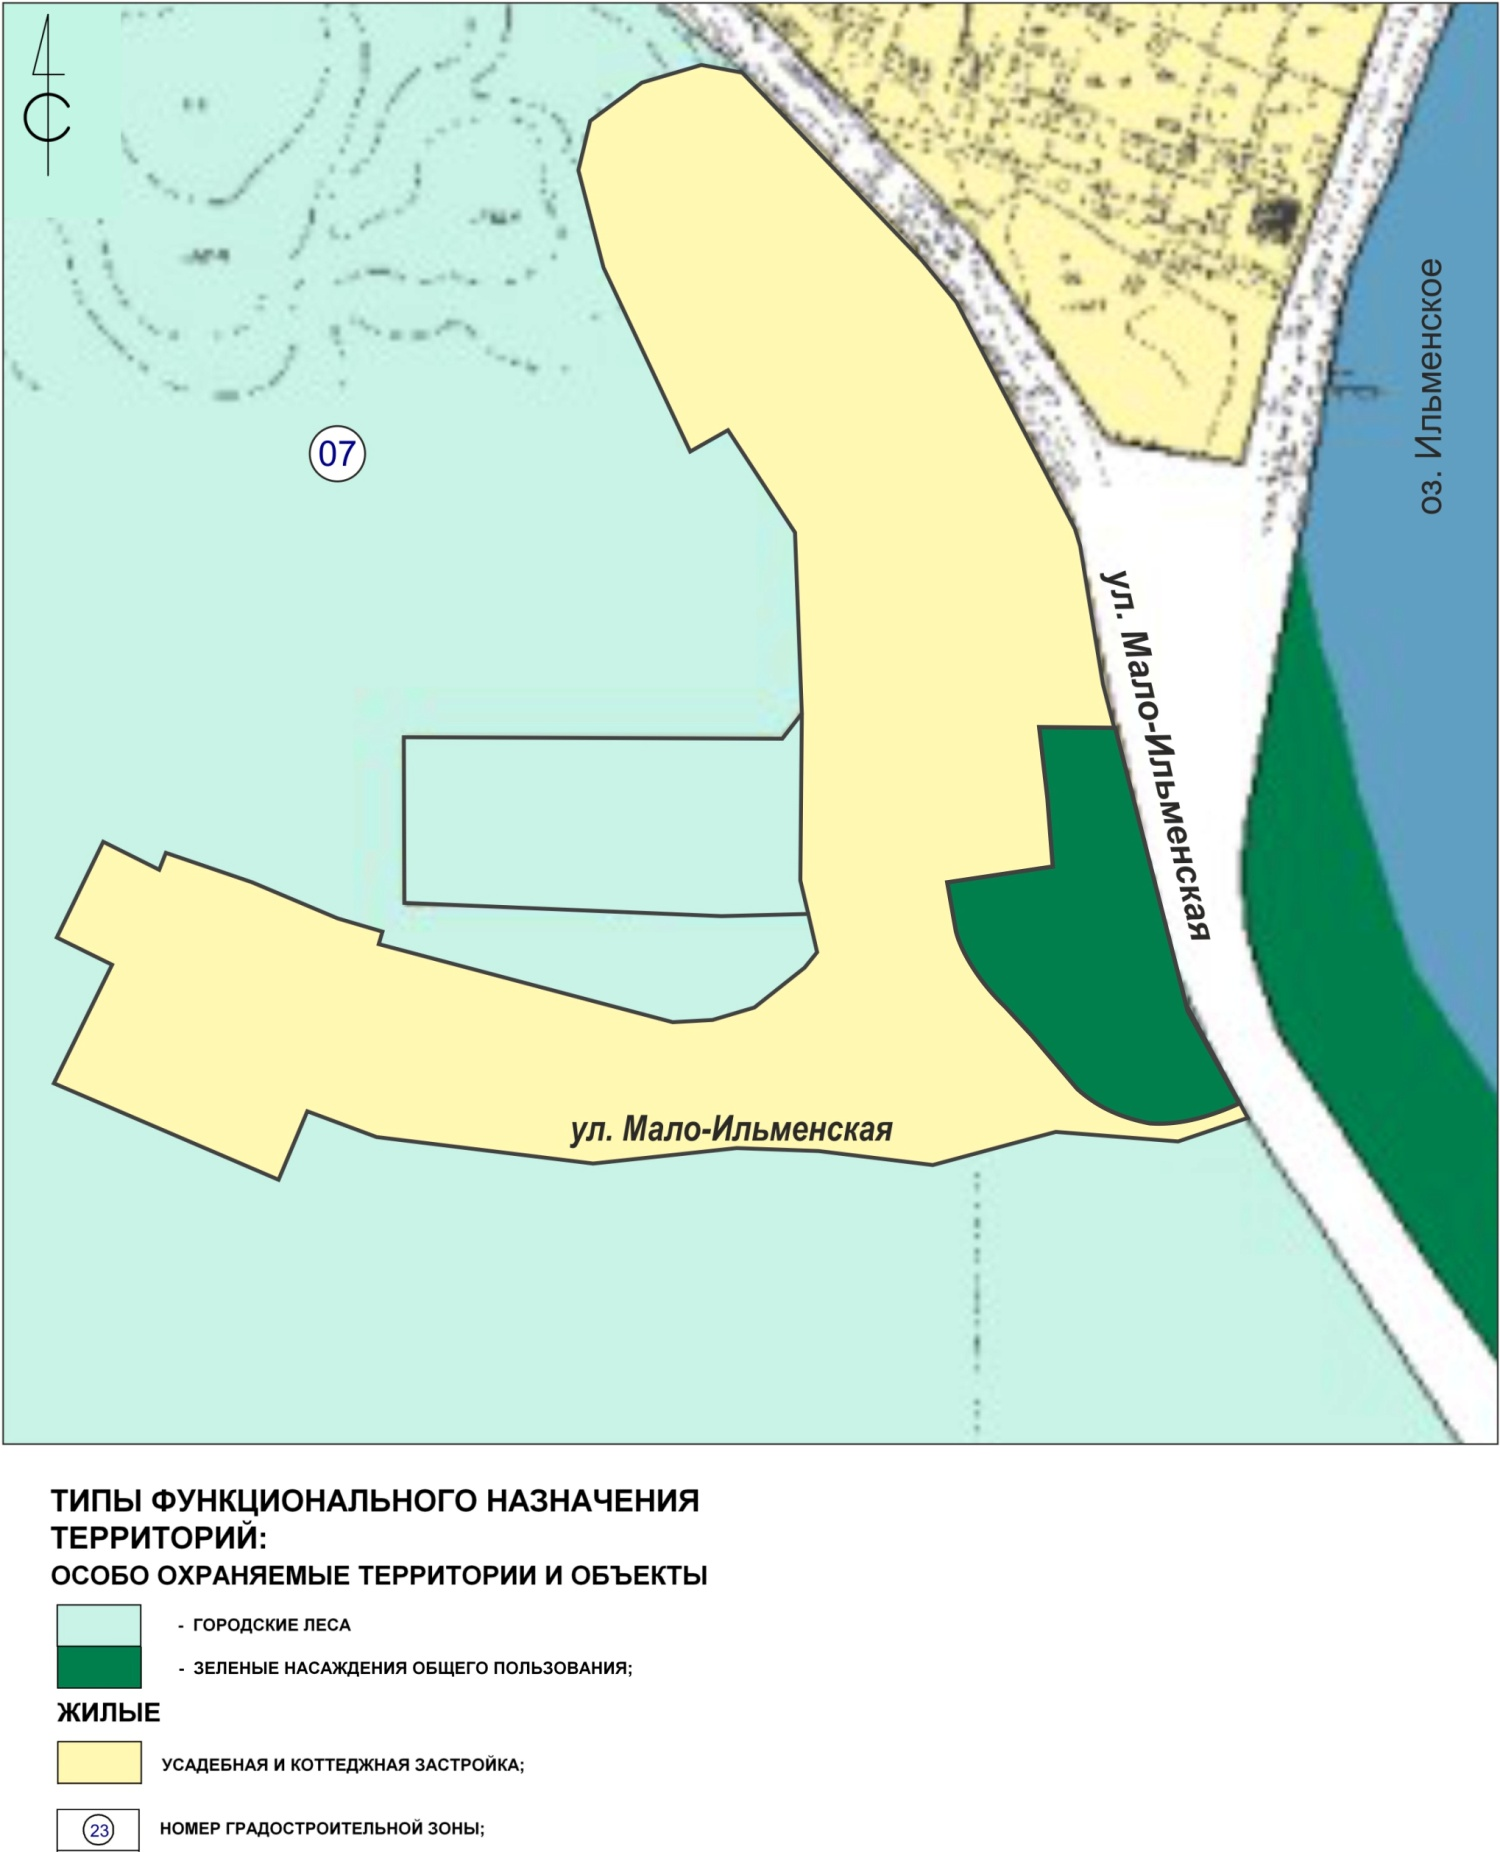 С
07
оз. Ильменское
ул. Мало-Ильменская
ул. Мало-Ильменская
ТИПЫ ФУНКЦИОНАЛЬНОГО НАЗНАЧЕНИЯ
ТЕРРИТОРИЙ:
ОСОБО ОХРАНЯЕМЫЕ ТЕРРИТОРИИ И ОБЪЕКТЫ
- ГОРОДСКИЕ ЛЕСА
- ЗЕЛЕНЫЕ НАСАЖДЕНИЯ ОБЩЕГО ПОЛЬЗОВАНИЯ;
ЖИЛЫЕ
УСАДЕБНАЯ И КОТТЕДЖНАЯ ЗАСТРОЙКА;
23 НОМЕР ГРАДОСТРОИТЕЛЬНОЙ ЗОНЫ;